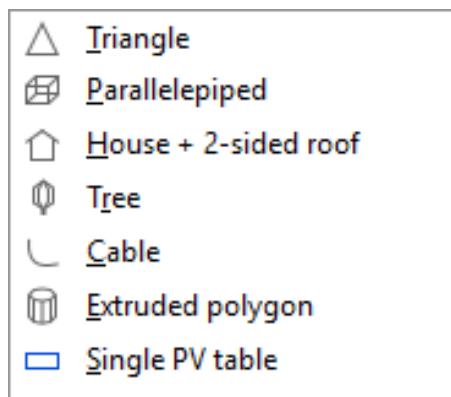 Triangle
Parallelepiped
House + 2-sided roof
Tree
Cable
Extruded polygon
Single PV table